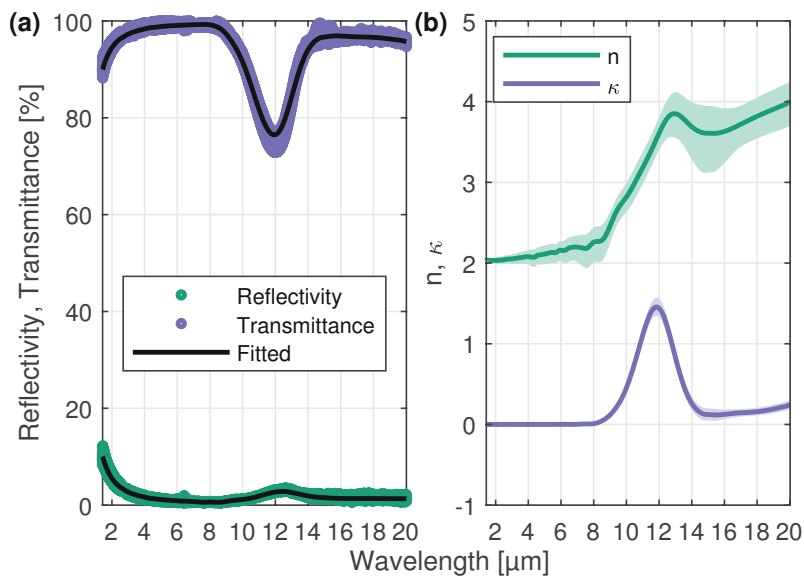 (a)
100
80
60
40
20
0
Reflectivity, Transmittance [%]
Reflectivity
Transmittance
Fitted
2 4 6 8 10 12 14 16 18 20
(b)
n
κ
5
4
3
2
1
0
-1
n, κ
2 4 6 8 10 12 14 16 18 20
Wavelength [μm]